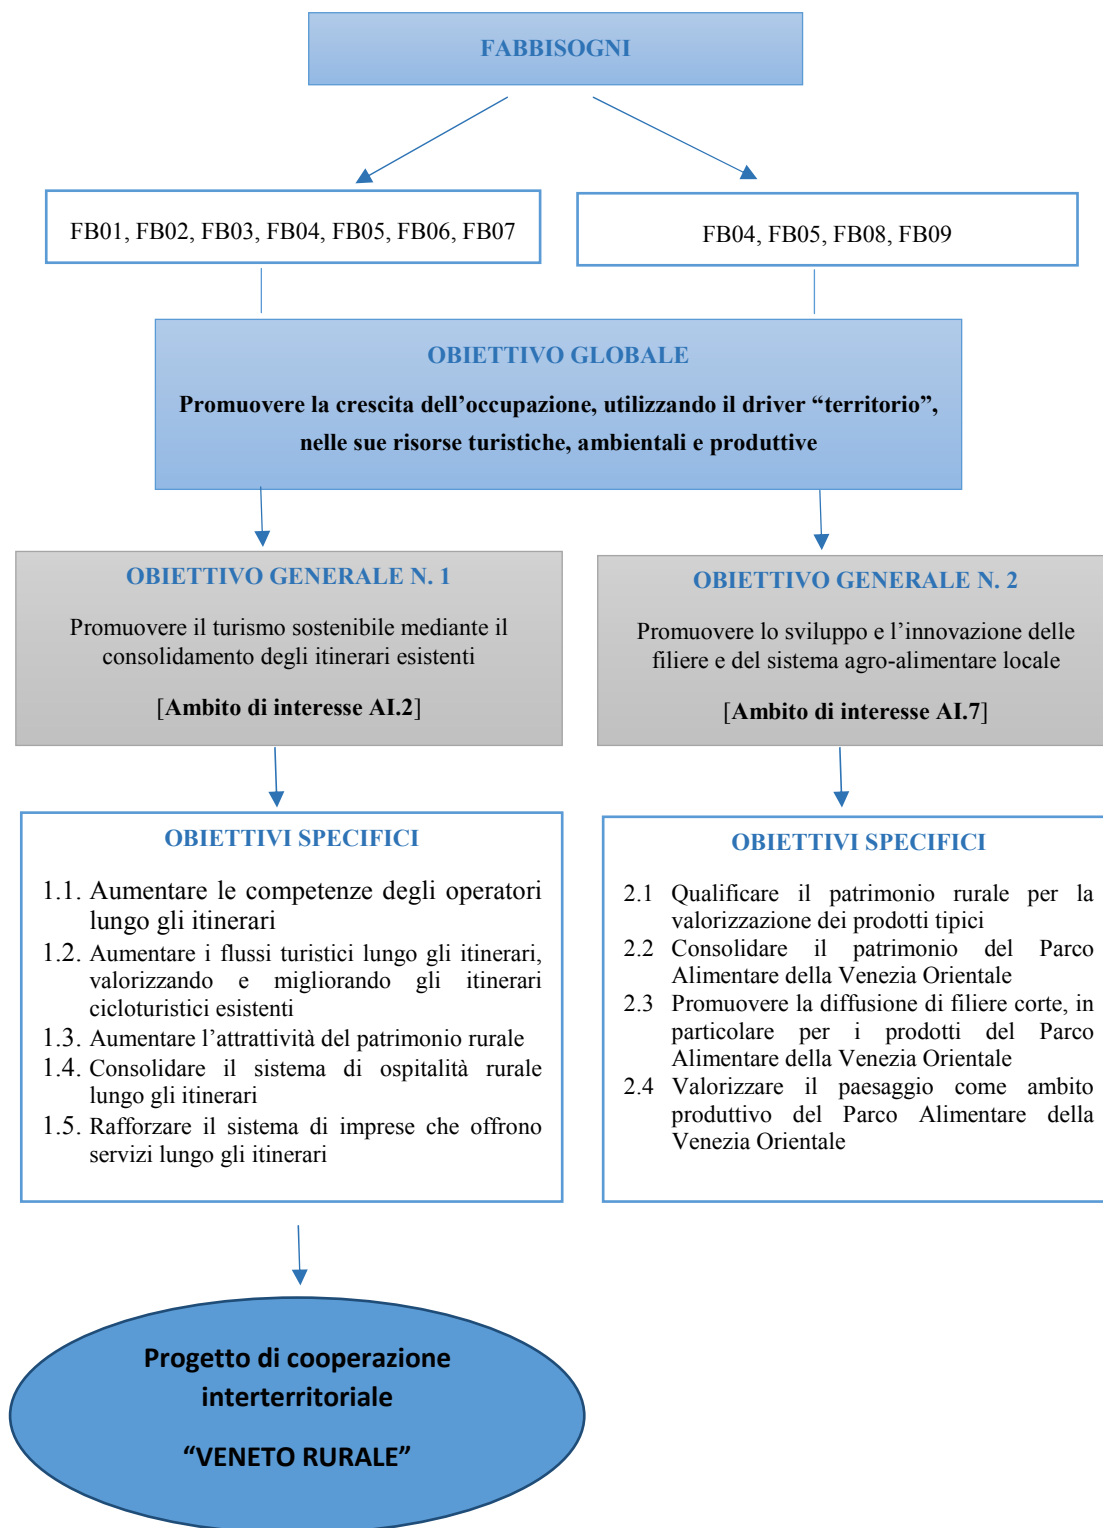 FABBISOGNI
FB01, FB02, FB03, FB04, FB05, FB06, FB07
FB04, FB05, FB08, FB09
OBIETTIVO GLOBALE
Promuovere la crescita dell’occupazione, utilizzando il driver “territorio”,
nelle sue risorse turistiche, ambientali e produttive
OBIETTIVO GENERALE N. 1
Promuovere il turismo sostenibile mediante il
consolidamento degli itinerari esistenti
[Ambito di interesse AI.2]
OBIETTIVO GENERALE N. 2
Promuovere lo sviluppo e l’innovazione delle
filiere e del sistema agro-alimentare locale
[Ambito di interesse AI.7]
OBIETTIVI SPECIFICI
1.1. Aumentare le competenze degli operatori
lungo gli itinerari
1.2. Aumentare i flussi turistici lungo gli itinerari,
valorizzando e migliorando gli itinerari
cicloturistici esistenti
1.3. Aumentare l’attrattività del patrimonio rurale
1.4. Consolidare il sistema di ospitalità rurale
lungo gli itinerari
1.5. Rafforzare il sistema di imprese che offrono
servizi lungo gli itinerari
OBIETTIVI SPECIFICI
2.1 Qualificare il patrimonio rurale per la
valorizzazione dei prodotti tipici
2.2 Consolidare il patrimonio del Parco
Alimentare della Venezia Orientale
2.3 Promuovere la diffusione di filiere corte, in
particolare per i prodotti del Parco
Alimentare della Venezia Orientale
2.4 Valorizzare il paesaggio come ambito
produttivo del Parco Alimentare della
Venezia Orientale
Progetto di cooperazione
interterritoriale
“VENETO RURALE”